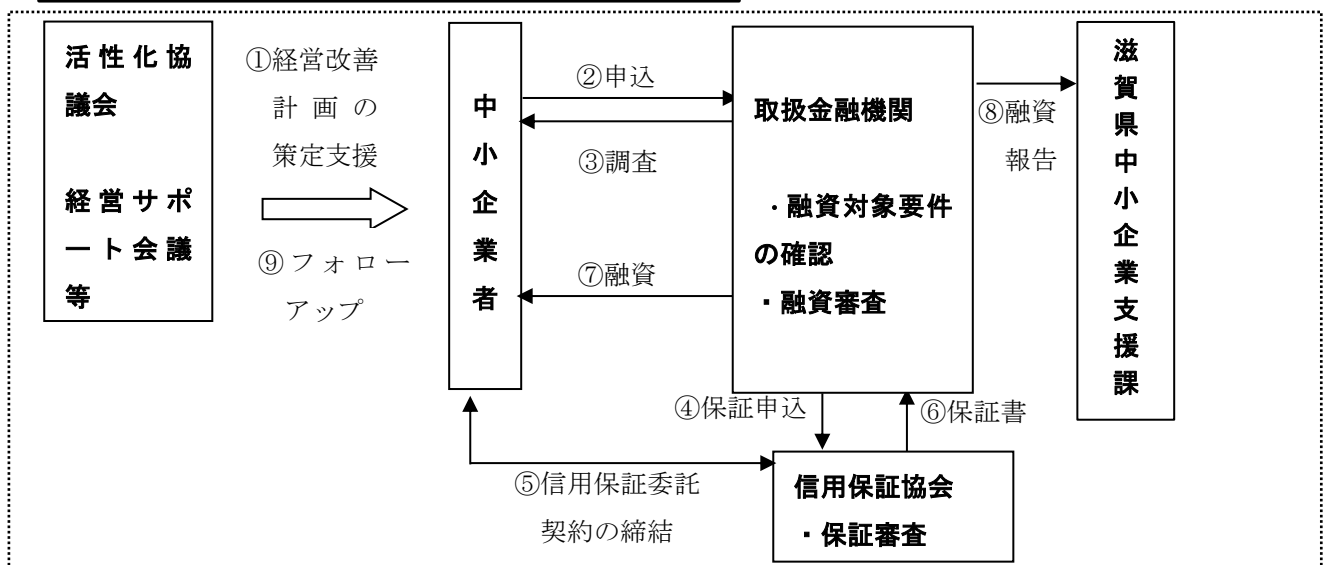 活性化協
議会
経営サポ
ート会議
等
①経営改善
計画の
策定支援
⑨フォロー
アップ
中
小
企
業
者
②申込
③調査
⑦融資
取扱金融機関
・融資対象要件
の確認
・融資審査
⑧融資
報告
滋
賀
県
中
小
企
業
支
援
課
④保証申込
⑥保証書
⑤信用保証委託
契約の締結
信用保証協会
・保証審査